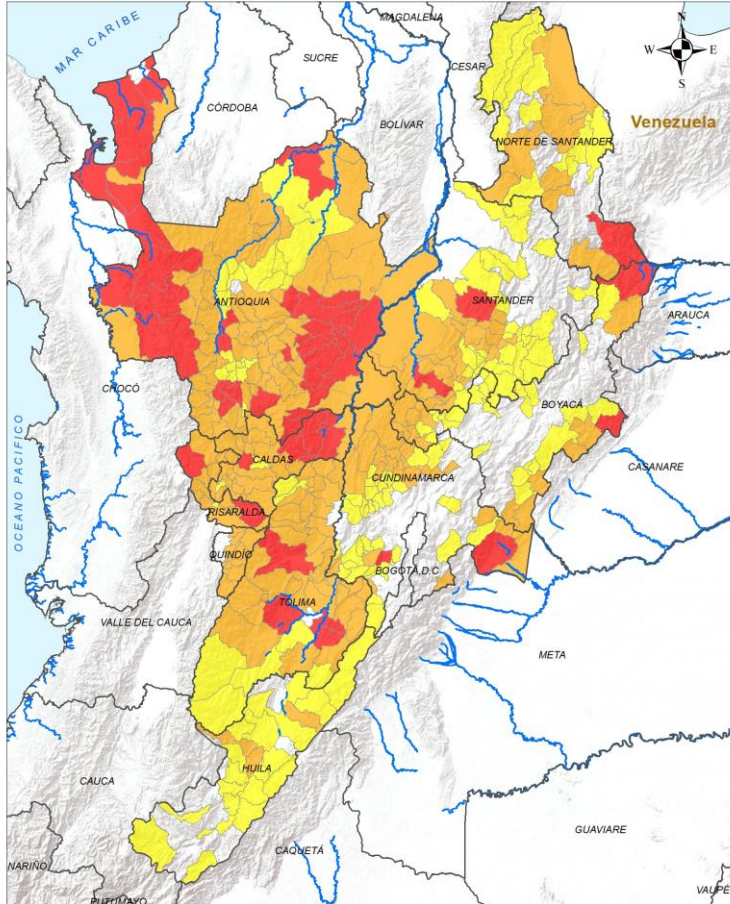 MAGDALENA
N
W E
S
MAR CARIBE
SUCRE
CESAR
CÓRDOBA
BOLÍVAR
Venezuela
NORTE DE SANTANDER
ANTIOQUIA
SANTANDER
ARAUCA
CHOCÓ
BOYACÁ
OCEANO PACIFICO
CALDAS
CUNDINAMARCA
CASANARE
RISARALDA
QUINDÍO
BOGOTÁ, D.C
TOLIMA
VALLE DEL CAUCA
META
HUILA
CAUCA
GUAVIARE
CAQUETÁ
NARIÑO
PUTUMAYO
VAUPÉ